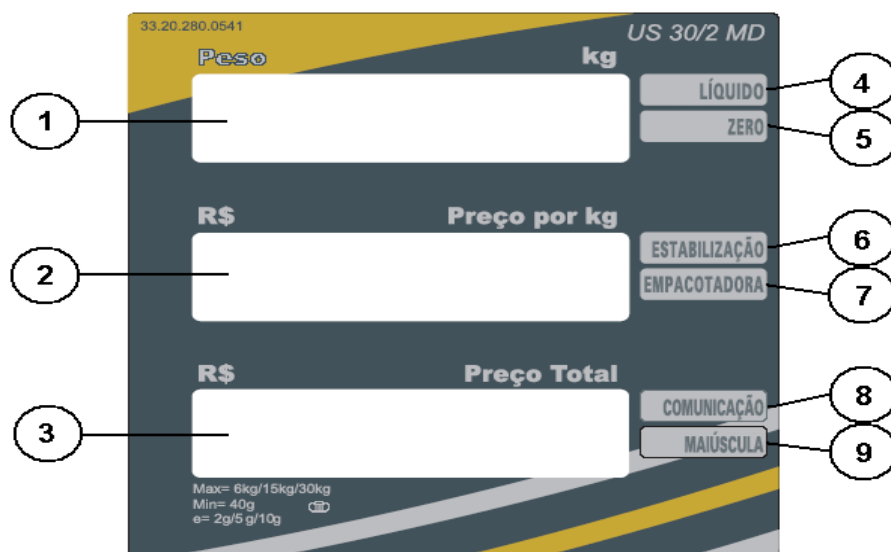 33.20.280.0541
US 30/2 MD
Peso kg
1
LÍQUIDO
4
ZERO
5
R$ Preço por kg
2
ESTABILIZAÇÃO
6
EMPACOTADORA
7
R$ Preço Total
3
COMUNICAÇÃO
8
MAIÚSCULA
9
Max= 6kg/15kg/30kg
Min= 40g
e= 2g/5g/10g